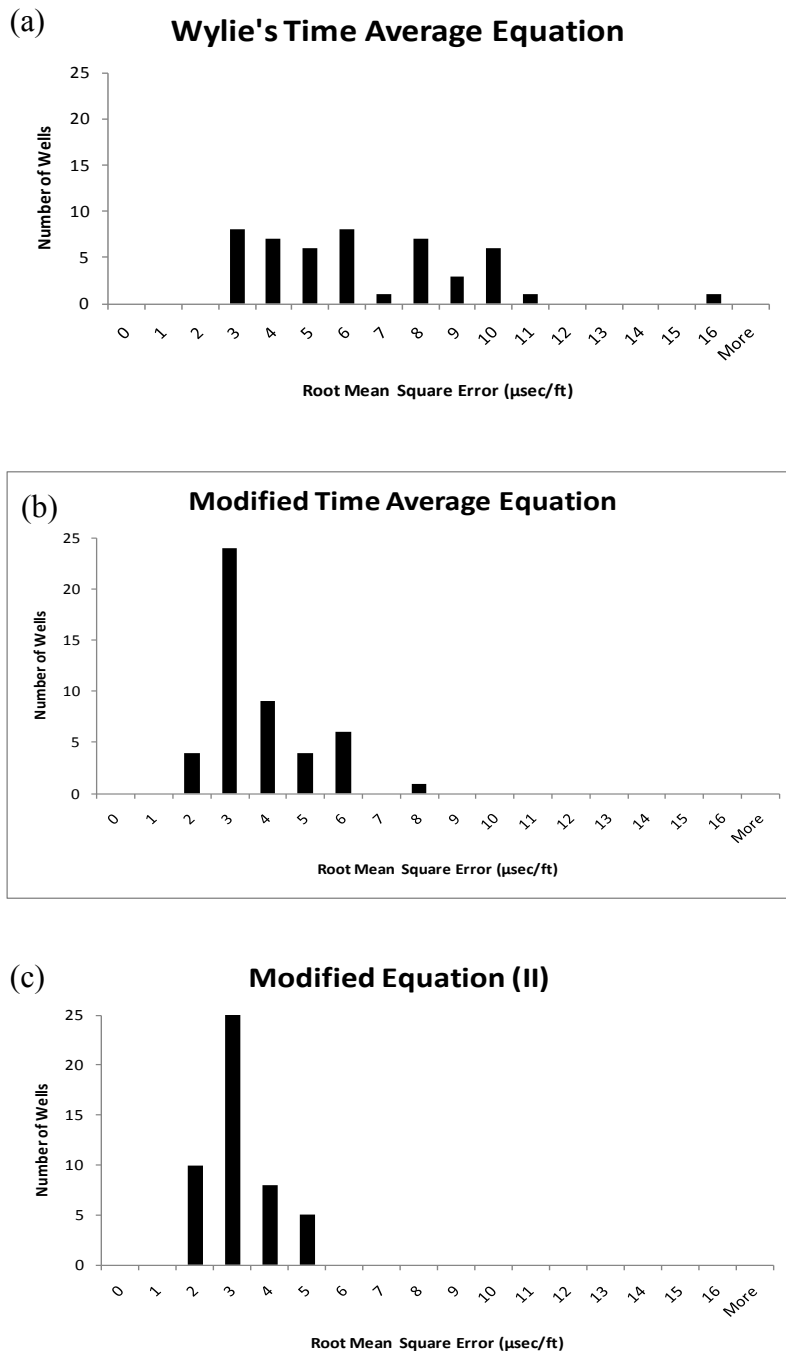 (a)
Wylie's Time Average Equation
25
20
15
10
5
0
Number of Wells
0 1 2 3 4 5 6 7 8 9 10 11 12 13 14 15 16 More
Root Mean Square Error (µsec/ft)
(b)
Modified Time Average Equation
25
20
15
10
5
0
Number of Wells
0 1 2 3 4 5 6 7 8 9 10 11 12 13 14 15 16 More
Root Mean Square Error (µsec/ft)
(c)
Modified Equation (II)
25
20
15
10
5
0
Number of Wells
0 1 2 3 4 5 6 7 8 9 10 11 12 13 14 15 16 More
Root Mean Square Error (µsec/ft)